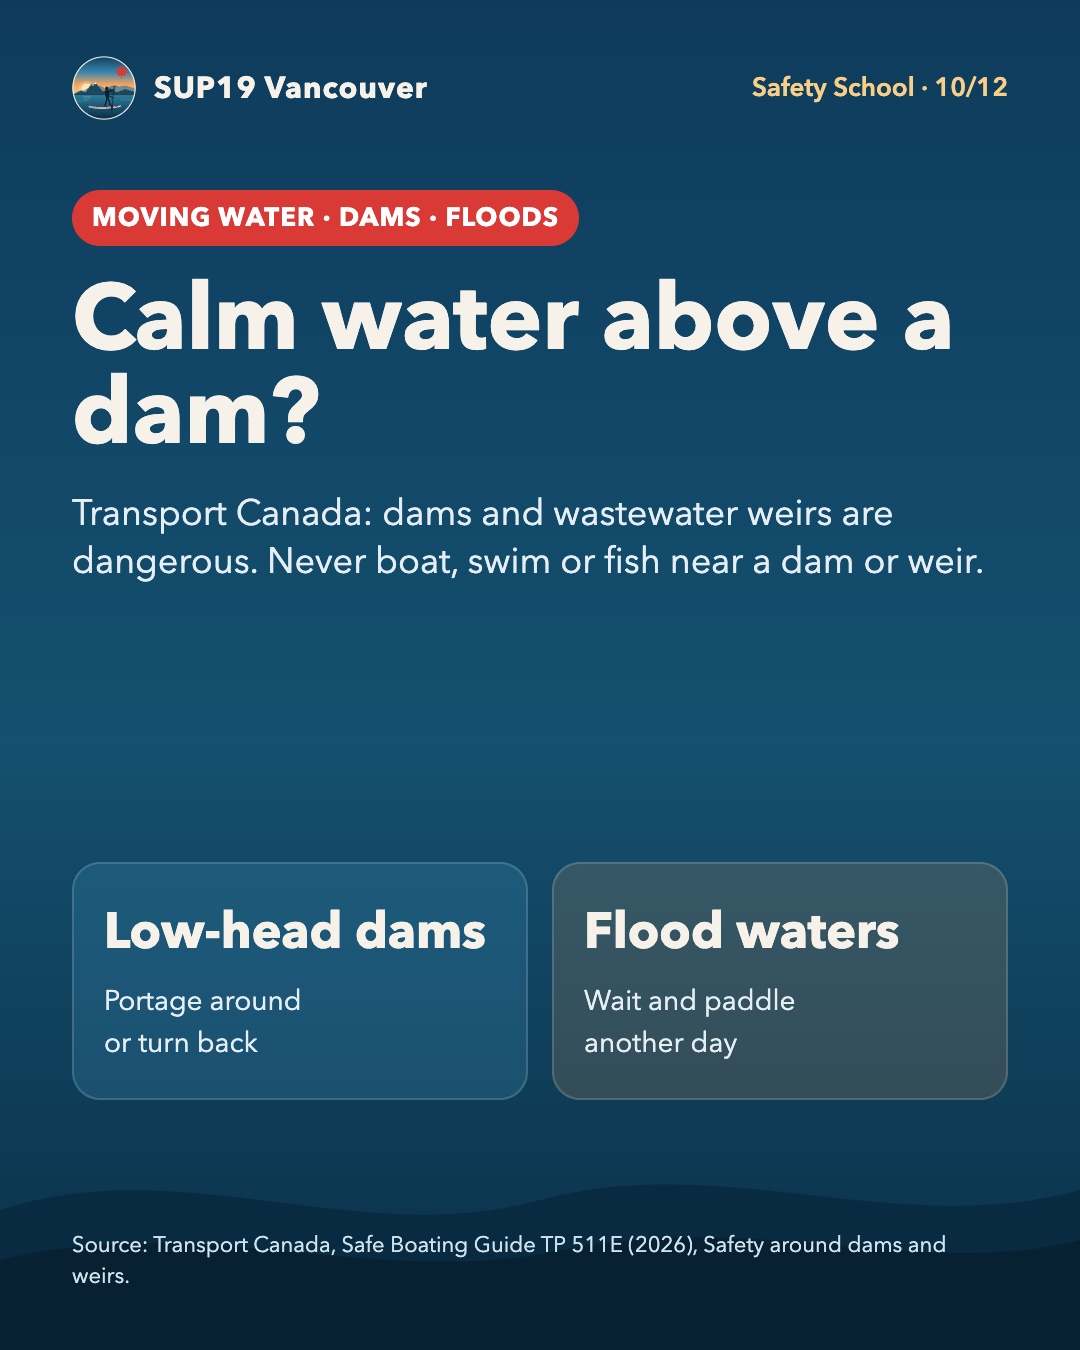 SUP19 Vancouver
Safety School · 10/12
MOVING WATER · DAMS · FLOODS
Calm water above a
dam?
Transport Canada: dams and wastewater weirs are
dangerous. Never boat, swim or fish near a dam or weir.
Low-head dams
Portage around
or turn back
Flood waters
Wait and paddle
another day
Source: Transport Canada, Safe Boating Guide TP 511E (2026), Safety around dams and
weirs.